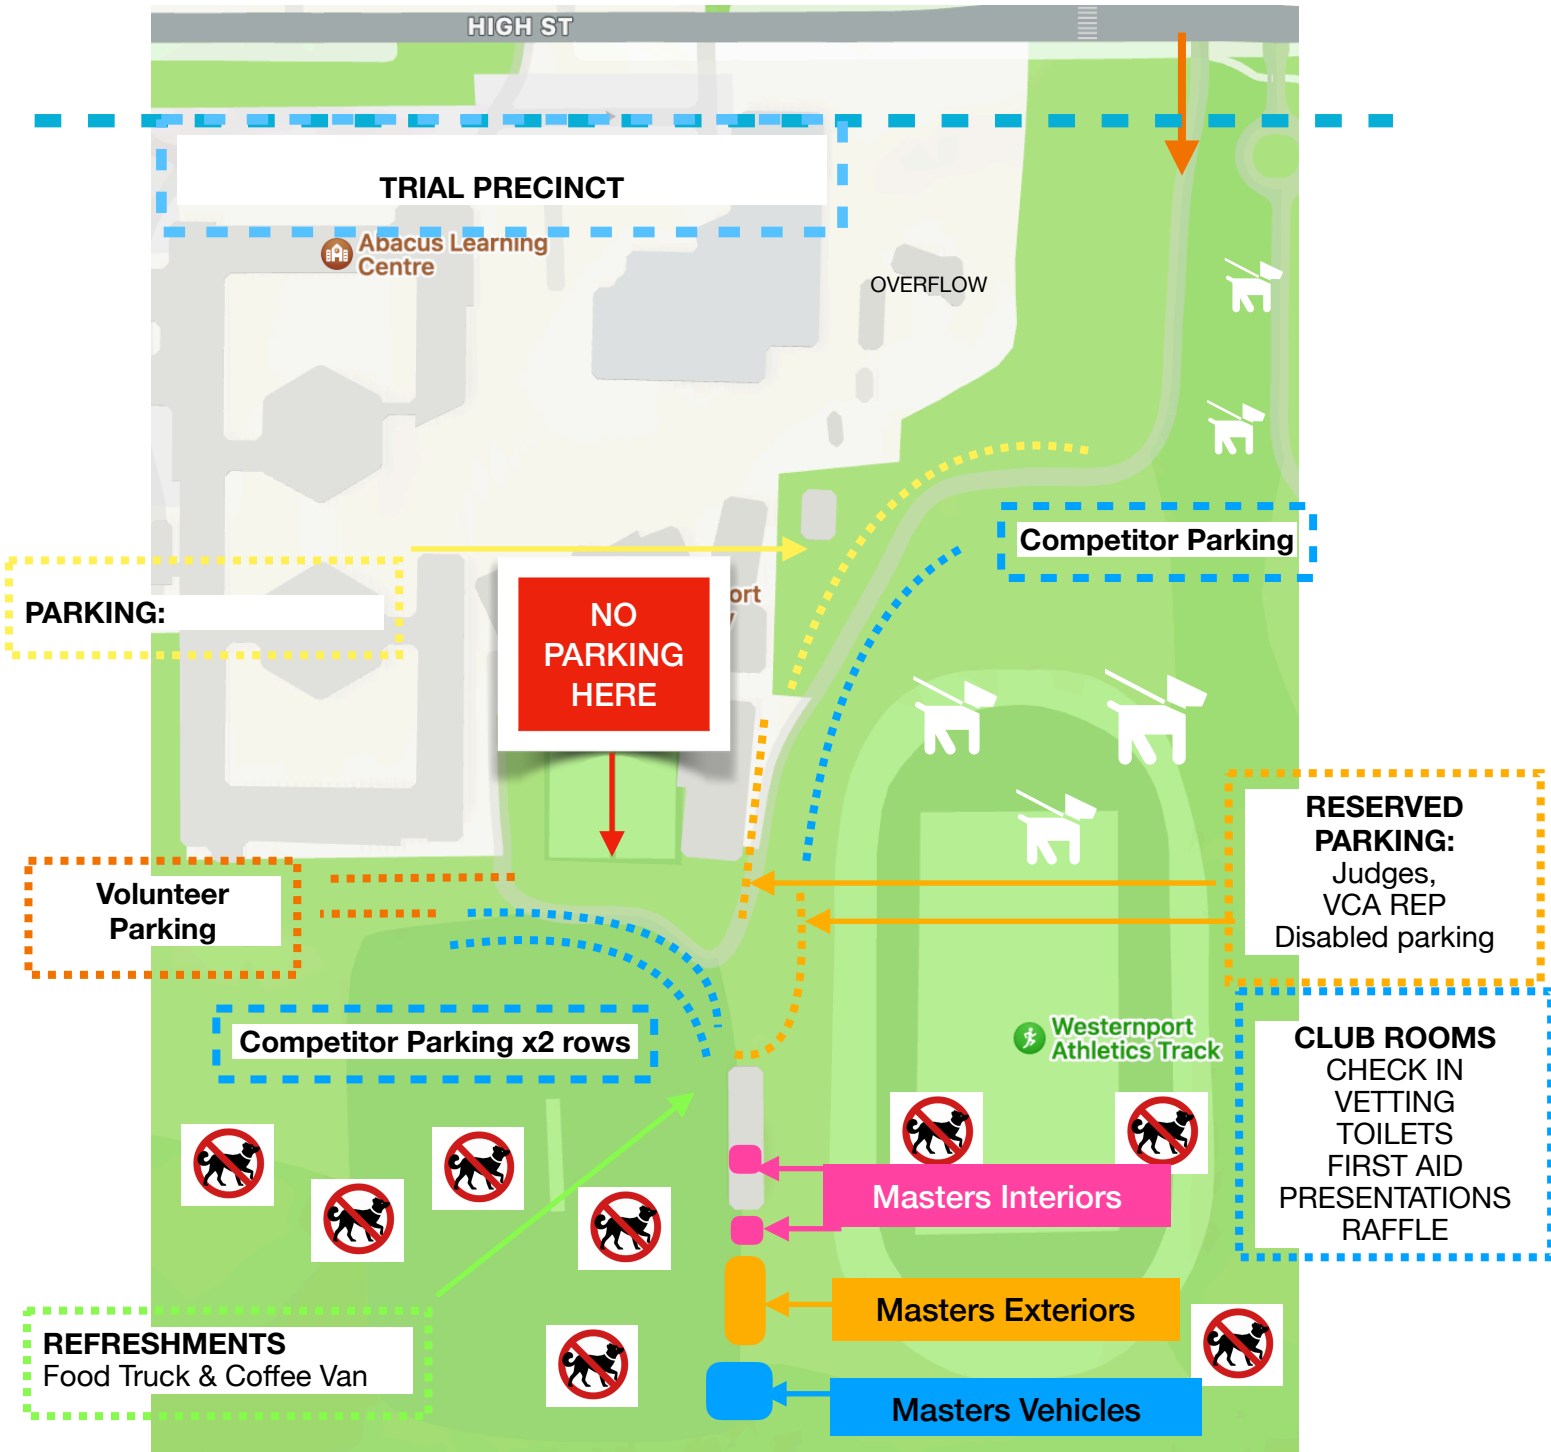 HIGH ST
TRIAL PRECINCT
Abacus Learning
Centre
OVERFLOW
Competitor Parking
PARKING:
NO
PARKING
HERE
ort
RESERVED
PARKING:
Judges,
VCA REP
Disabled parking
Volunteer
Parking
Competitor Parking x2 rows
Westernport
Athletics Track
CLUB ROOMS
CHECK IN
VETTING
TOILETS
FIRST AID
PRESENTATIONS
RAFFLE
Masters Interiors
Masters Exteriors
REFRESHMENTS
Food Truck & Coffee Van
Masters Vehicles